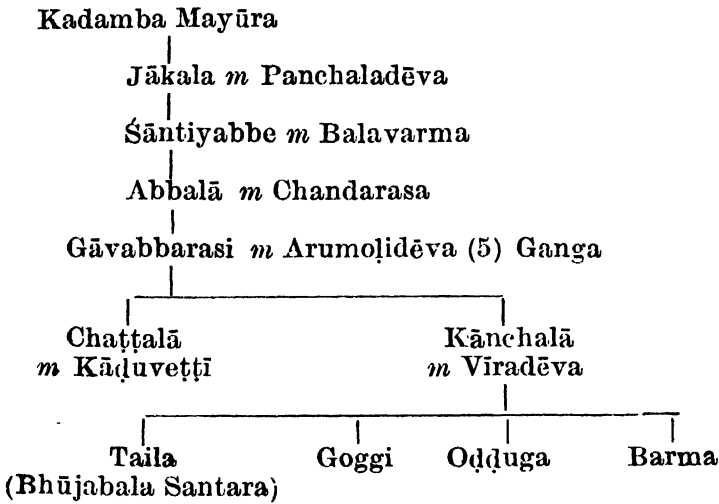 Kadamba Mayūra
Jākala m Panchaladēva
Śāntiyabbe m Balavarma
Abbalā m Chandarasa
Gāvabbarasi m Arumoḷidēva (5) Ganga
Chaṭṭalā Kānchalā
m Kāḍuveṭṭī m Vīradēva
Taila Goggi Oḍḍuga Barma
(Bhūjabala Santara)